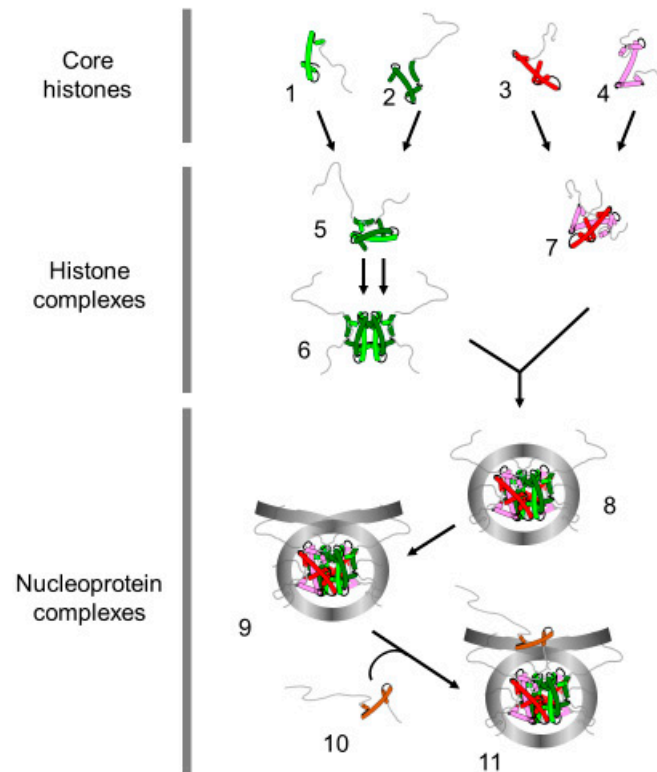 Core
histones
1
2
3
4
Histone
complexes
5
7
6
Nucleoprotein
complexes
8
9
10
11